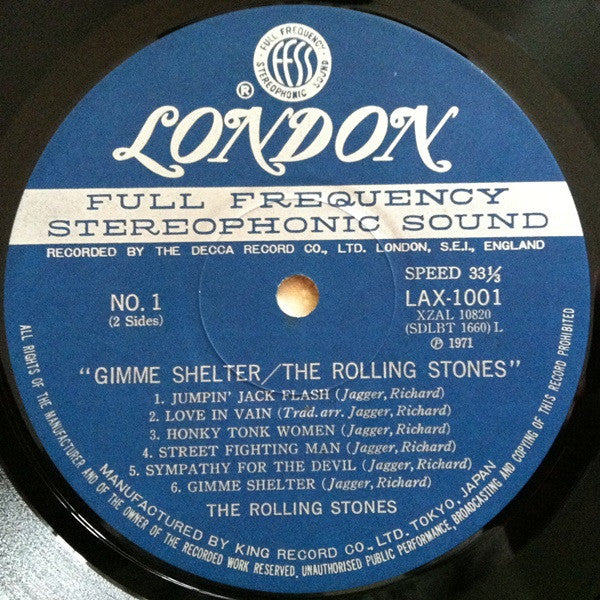 FULL FREQUENCY
FFSS
STEREOPHONIC SOUND
® LONDON
FULL FREQUENCY
STEREOPHONIC SOUND
RECORDED BY THE DECCA RECORD CO., LTD. LONDON, S.E.I., ENGLAND
NO. 1
(2 Sides)
SPEED 33⅓
LAX-1001
XZAL 10820
(SDLBT 1660) L
Ⓟ 1971
"GIMME SHELTER/THE ROLLING STONES"
1. JUMPIN' JACK FLASH (Jagger, Richard)
2. LOVE IN VAIN (Trad. arr. Jagger, Richard)
3. HONKY TONK WOMEN (Jagger, Richard)
4. STREET FIGHTING MAN (Jagger, Richard)
5. SYMPATHY FOR THE DEVIL (Jagger, Richard)
6. GIMME SHELTER (Jagger, Richard)
THE ROLLING STONES
MANUFACTURED BY KING RECORD CO., LTD. TOKYO, JAPAN
ALL RIGHTS OF THE MANUFACTURER AND OF THE OWNER OF THE RECORDED WORK RESERVED. UNAUTHORISED PUBLIC PERFORMANCE, BROADCASTING AND COPYING OF THIS RECORD PROHIBITED